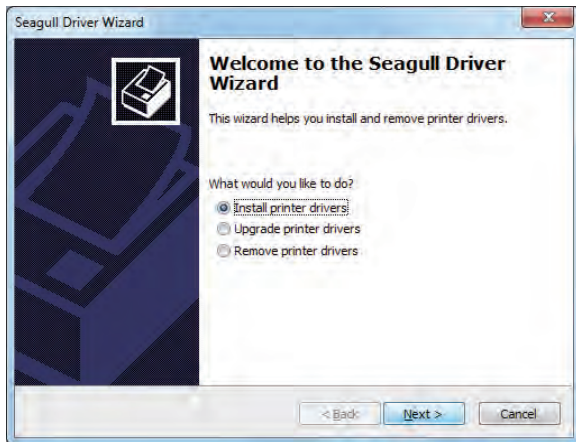 Seagull Driver Wizard
Welcome to the Seagull Driver
Wizard
This wizard helps you install and remove printer drivers.
What would you like to do?
Install printer drivers
Upgrade printer drivers
Remove printer drivers
< Back Next > Cancel